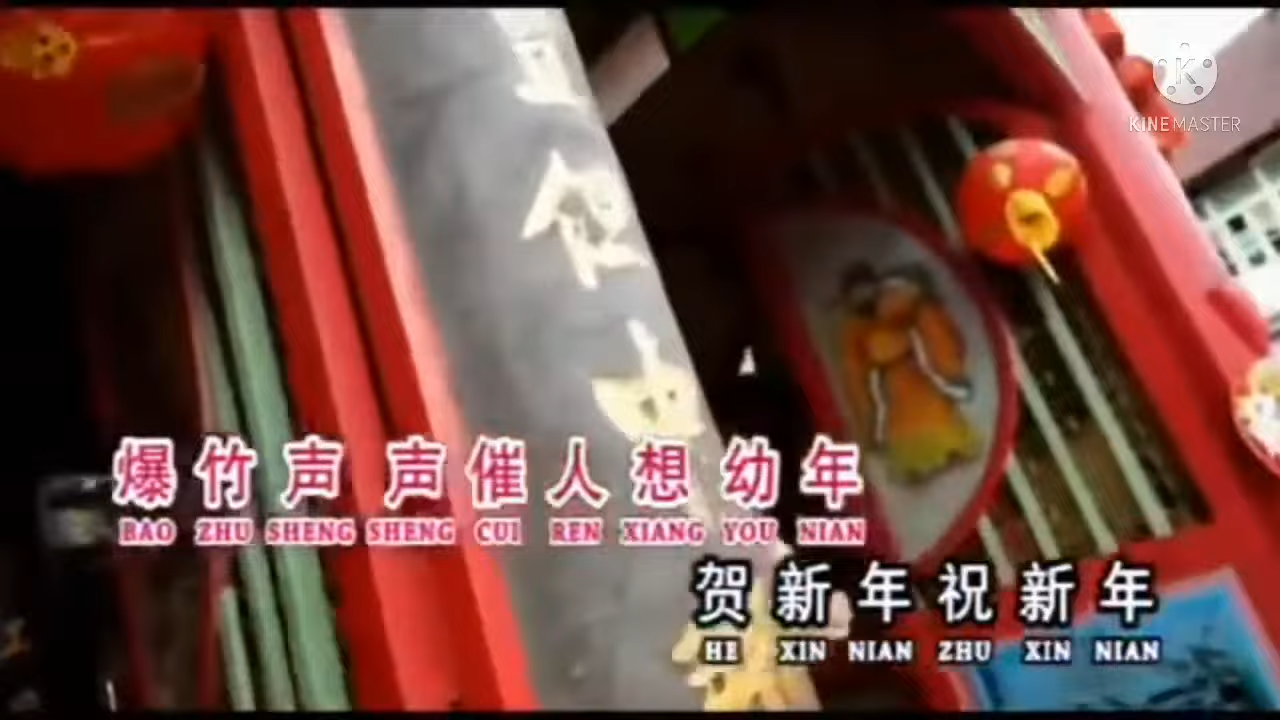 KINEMASTER
爆竹声 声催人想幼年
BAO ZHU SHENG SHENG CUI REN XIANG YOU NIAN
贺新年祝新年
HE XIN NIAN ZHU XIN NIAN